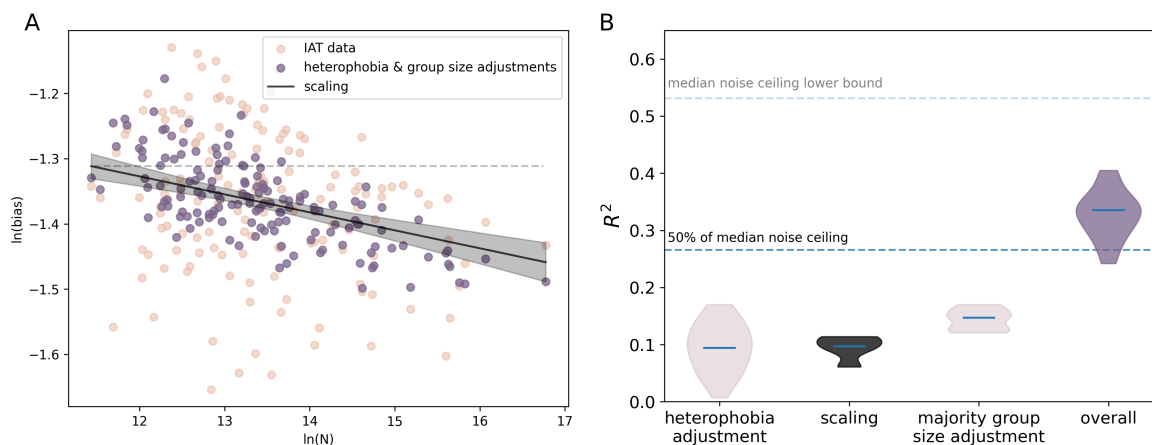 A
IAT data
heterophobia & group size adjustments
scaling
ln(bias)
−1.2
−1.3
−1.4
−1.5
−1.6
12
13
14
15
16
17
ln(N)
B
R²
0.6
0.5
0.4
0.3
0.2
0.1
0.0
median noise ceiling lower bound
50% of median noise ceiling
heterophobia
adjustment
scaling
majority group
size adjustment
overall